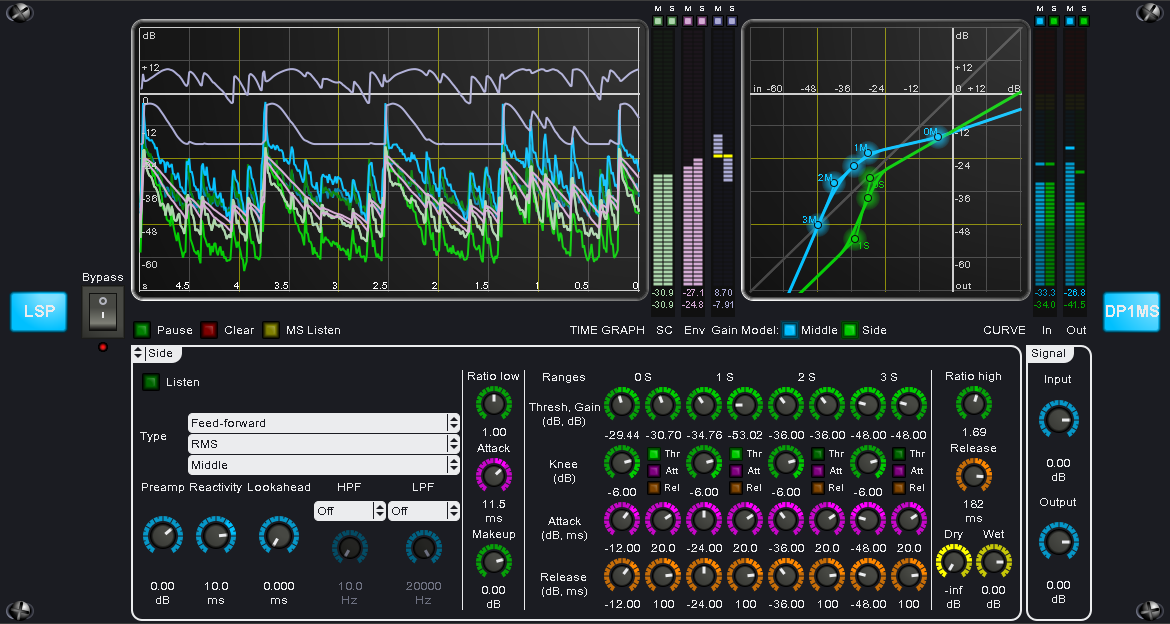 M S M S M S
M S M S
dB
+12
0
-12
-24
-36
-48
-60
s 4.5 4 3.5 3 2.5 2 1.5 1 0.5 0
-30.9 -27.1 8.70
-30.9 -24.8 -7.91
dB
+12
in -60 -48 -36 -24 -12 0 +12 dB
-12
-24
-36
-48
-60
out
0M
1M
2M
3M
0S
1S
-33.3 -26.8
-34.0 -41.5
Bypass
LSP
DP1MS
Pause Clear MS Listen TIME GRAPH SC Env Gain Model: Middle Side CURVE In Out
Side
Listen
Type
Feed-forward
RMS
Middle
Preamp Reactivity Lookahead HPF LPF
Off Off
0.00 10.0 0.000 10.0 20000
dB ms ms Hz Hz
Ratio low
1.00
Attack
11.5
ms
Makeup
0.00
dB
Ranges 0 S 1 S 2 S 3 S
Thresh, Gain
(dB, dB)
-29.44 -30.70 -34.76 -53.02 -36.00 -36.00 -48.00 -48.00
Knee
(dB)
Thr Thr Thr Thr
Att Att Att Att
Rel Rel Rel Rel
-6.00 -6.00 -6.00 -6.00
Attack
(dB, ms)
-12.00 20.0 -24.00 20.0 -36.00 20.0 -48.00 20.0
Release
(dB, ms)
-12.00 100 -24.00 100 -36.00 100 -48.00 100
Ratio high
1.69
Release
182
ms
Dry Wet
-inf 0.00
dB dB
Signal
Input
0.00
dB
Output
0.00
dB